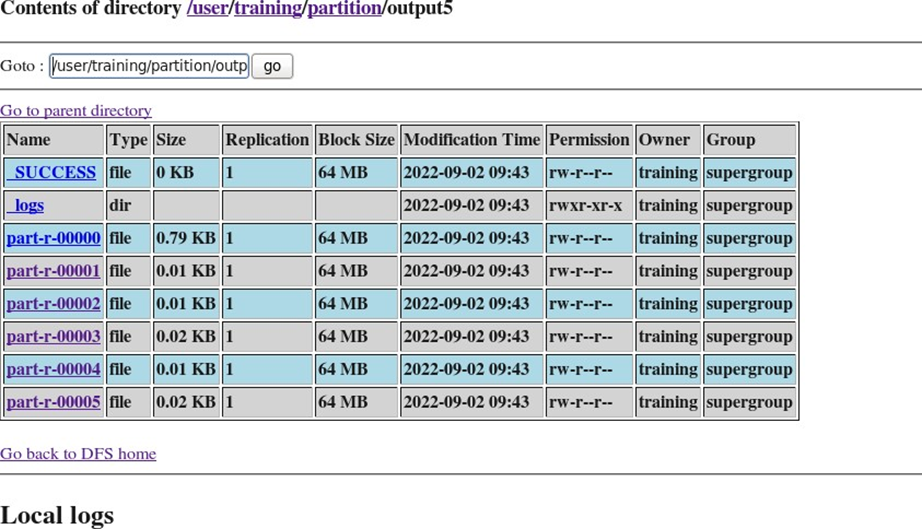 Contents of directory /user/training/partition/output5
Goto : /user/training/partition/outp go
Go to parent directory
Name Type Size Replication Block Size Modification Time Permission Owner Group
_SUCCESS file 0 KB 1 64 MB 2022-09-02 09:43 rw-r--r-- training supergroup
_logs dir 2022-09-02 09:43 rwxr-xr-x training supergroup
part-r-00000 file 0.79 KB 1 64 MB 2022-09-02 09:43 rw-r--r-- training supergroup
part-r-00001 file 0.01 KB 1 64 MB 2022-09-02 09:43 rw-r--r-- training supergroup
part-r-00002 file 0.01 KB 1 64 MB 2022-09-02 09:43 rw-r--r-- training supergroup
part-r-00003 file 0.02 KB 1 64 MB 2022-09-02 09:43 rw-r--r-- training supergroup
part-r-00004 file 0.01 KB 1 64 MB 2022-09-02 09:43 rw-r--r-- training supergroup
part-r-00005 file 0.02 KB 1 64 MB 2022-09-02 09:43 rw-r--r-- training supergroup
Go back to DFS home
Local logs